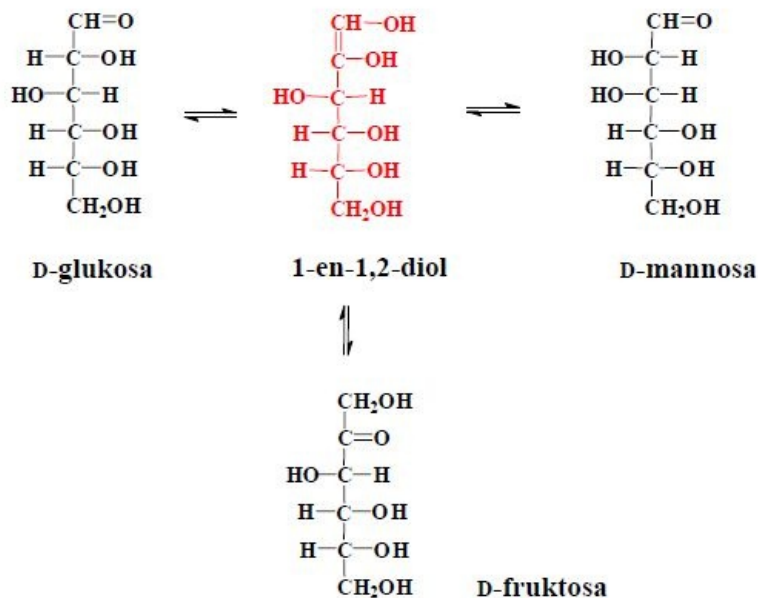 CH=O
H-C-OH
HO-C-H
H-C-OH
H-C-OH
CH₂OH
D-glukosa
CH-OH
C-OH
HO-C-H
H-C-OH
H-C-OH
CH₂OH
1-en-1,2-diol
CH=O
HO-C-H
HO-C-H
H-C-OH
H-C-OH
CH₂OH
D-mannosa
CH₂OH
C=O
HO-C-H
H-C-OH
H-C-OH
CH₂OH
D-fruktosa